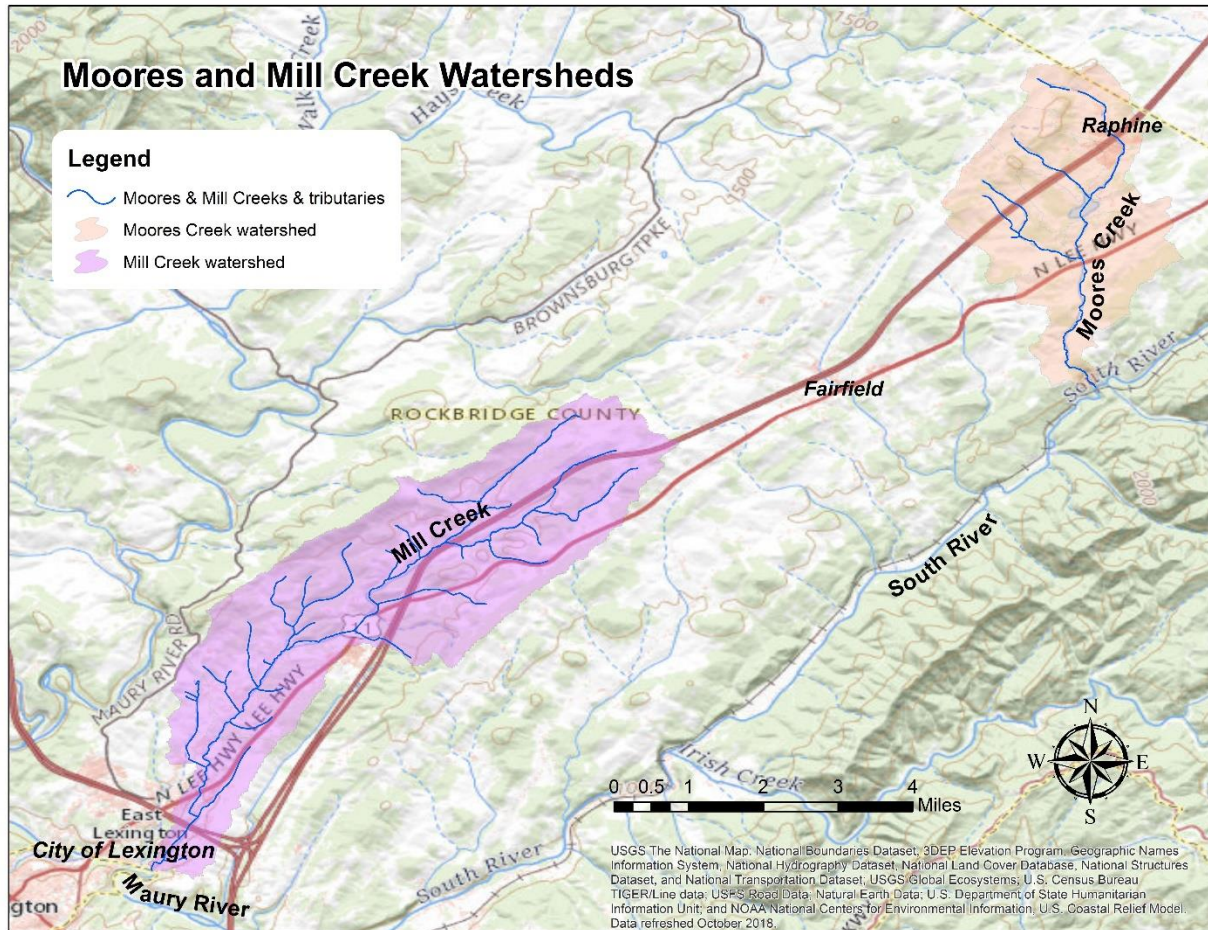 Moores and Mill Creek Watersheds
Legend
Moores & Mill Creeks & tributaries
Moores Creek watershed
Mill Creek watershed
2000
Walk Creek
Hays Creek
1500
1500
BROWNSBURG TPKE
Raphine
N LEE HWY
Moores Creek
South River
Fairfield
ROCKBRIDGE COUNTY
2000
Mill Creek
South River
11
MAURY RIVER RD
N LEE HWY
LEE HWY
Irish Creek
N
W E
S
0 0.5 1 2 3 4
Miles
East
Lexington
City of Lexington
Maury River
South River
gton
USGS The National Map: National Boundaries Dataset, 3DEP Elevation Program, Geographic Names
Information System, National Hydrography Dataset, National Land Cover Database, National Structures
Dataset, and National Transportation Dataset; USGS Global Ecosystems; U.S. Census Bureau
TIGER/Line data; USFS Road Data; Natural Earth Data; U.S. Department of State Humanitarian
Information Unit; and NOAA National Centers for Environmental Information, U.S. Coastal Relief Model.
Data refreshed October 2018.